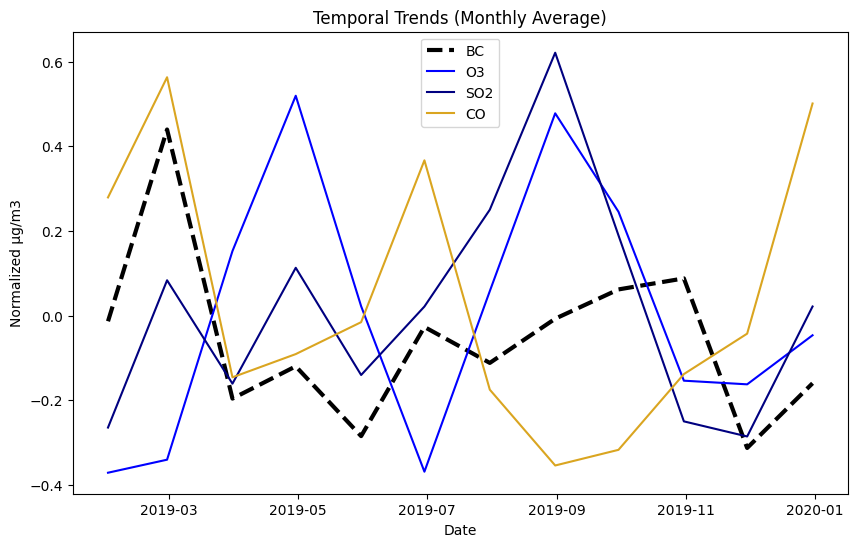 Temporal Trends (Monthly Average)
BC
O3
SO2
CO
Normalized µg/m3
0.6
0.4
0.2
0.0
−0.2
−0.4
2019-03 2019-05 2019-07 2019-09 2019-11 2020-01
Date